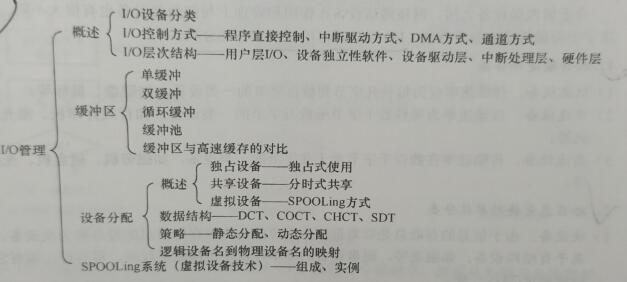 I/O管理
概述
I/O设备分类
I/O控制方式——程序直接控制、中断驱动方式、DMA方式、通道方式
I/O层次结构——用户层I/O、设备独立性软件、设备驱动层、中断处理层、硬件层
缓冲区
单缓冲
双缓冲
循环缓冲
缓冲池
缓冲区与高速缓存的对比
设备分配
概述
独占设备——独占式使用
共享设备——分时式共享
虚拟设备——SPOOLing方式
数据结构——DCT、COCT、CHCT、SDT
策略——静态分配、动态分配
逻辑设备名到物理设备名的映射
SPOOLing系统（虚拟设备技术）——组成、实例